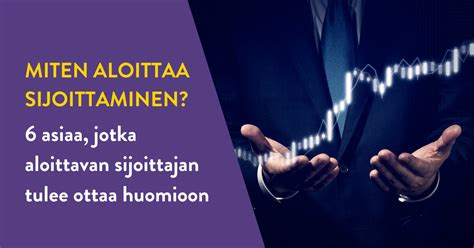 MITEN ALOITTAA
SIJOITTAMINEN?
6 asiaa, jotka
aloittavan sijoittajan
tulee ottaa huomioon